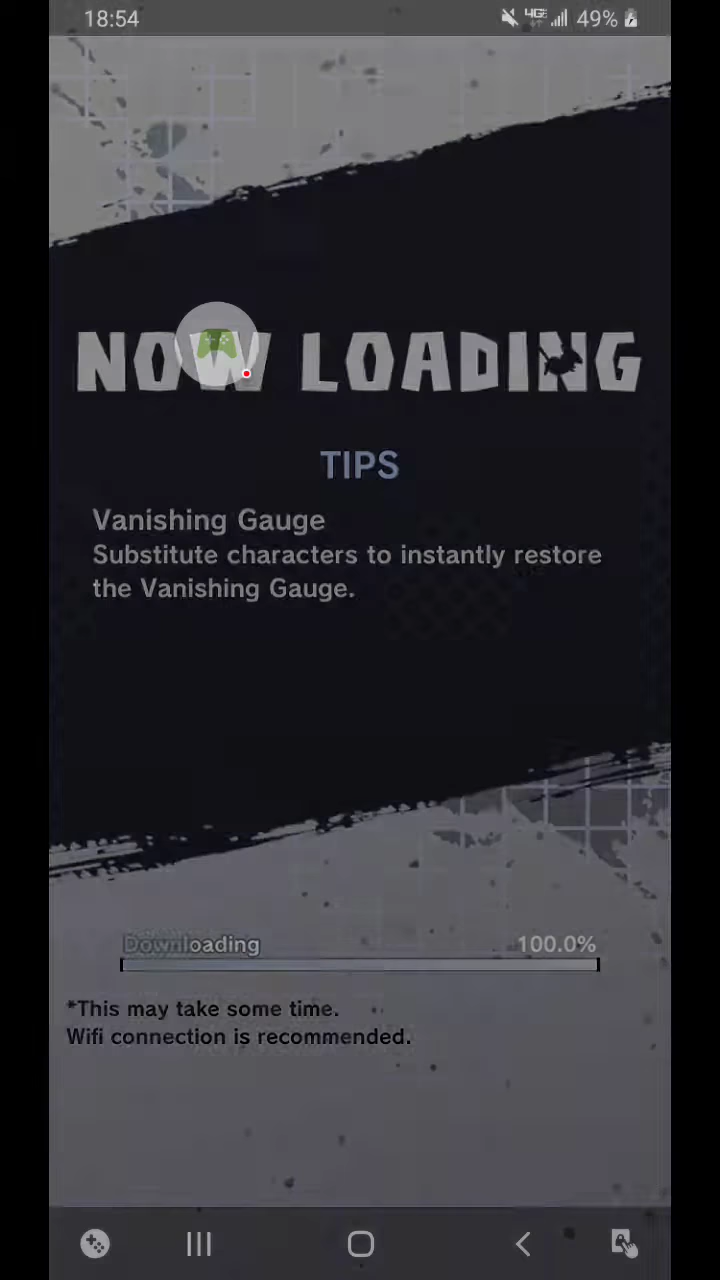 18:54
4GE
49%
NOW LOADING
TIPS
Vanishing Gauge
Substitute characters to instantly restore
the Vanishing Gauge.
Downloading
100.0%
*This may take some time.
Wifi connection is recommended.